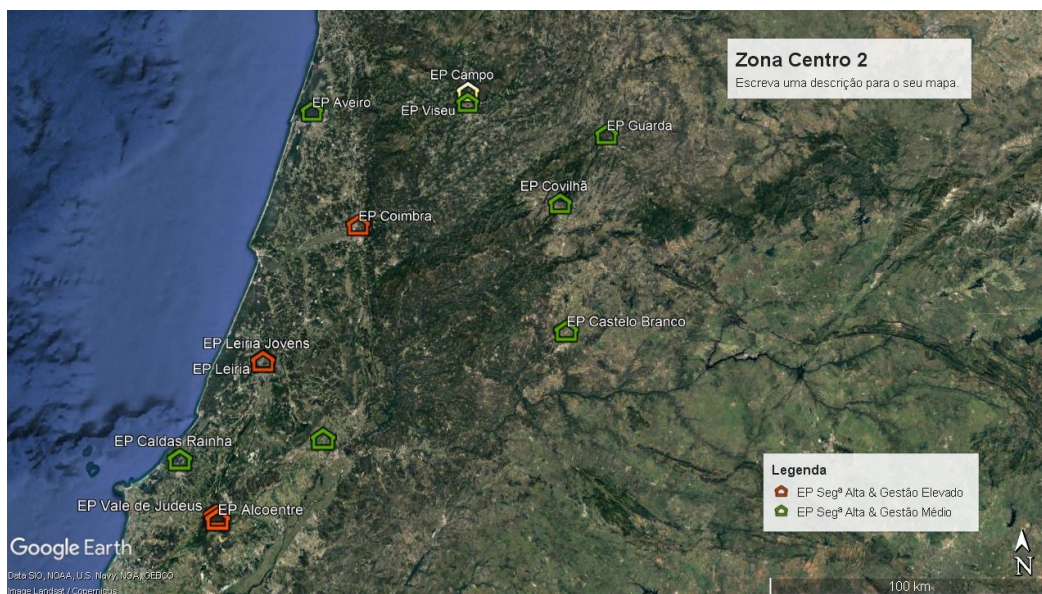 Zona Centro 2
Escreva uma descrição para o seu mapa.
EP Campo
EP Aveiro
EP Viseu
EP Guarda
EP Covilhã
EP Coimbra
EP Castelo Branco
EP Leiria Jovens
EP Leiria
EP Caldas Rainha
EP Vale de Judeus
EP Alcoentre
Legenda
EP Segª Alta & Gestão Elevado
EP Segª Alta & Gestão Médio
Google Earth
Data SIO, NOAA, U.S. Navy, NGA, GEBCO
Image Landsat / Copernicus
100 km
N